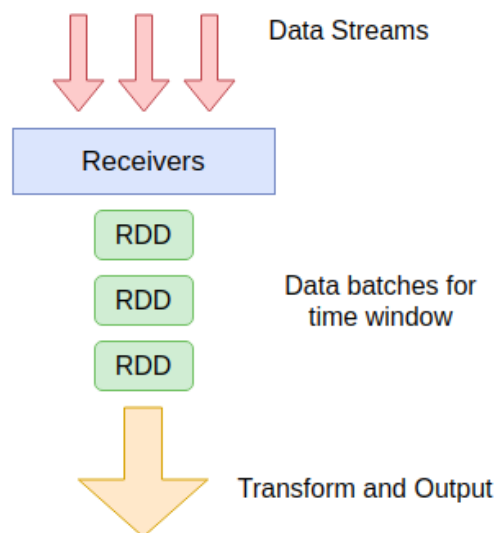 Data Streams
Receivers
RDD
RDD
RDD
Data batches for
time window
Transform and Output